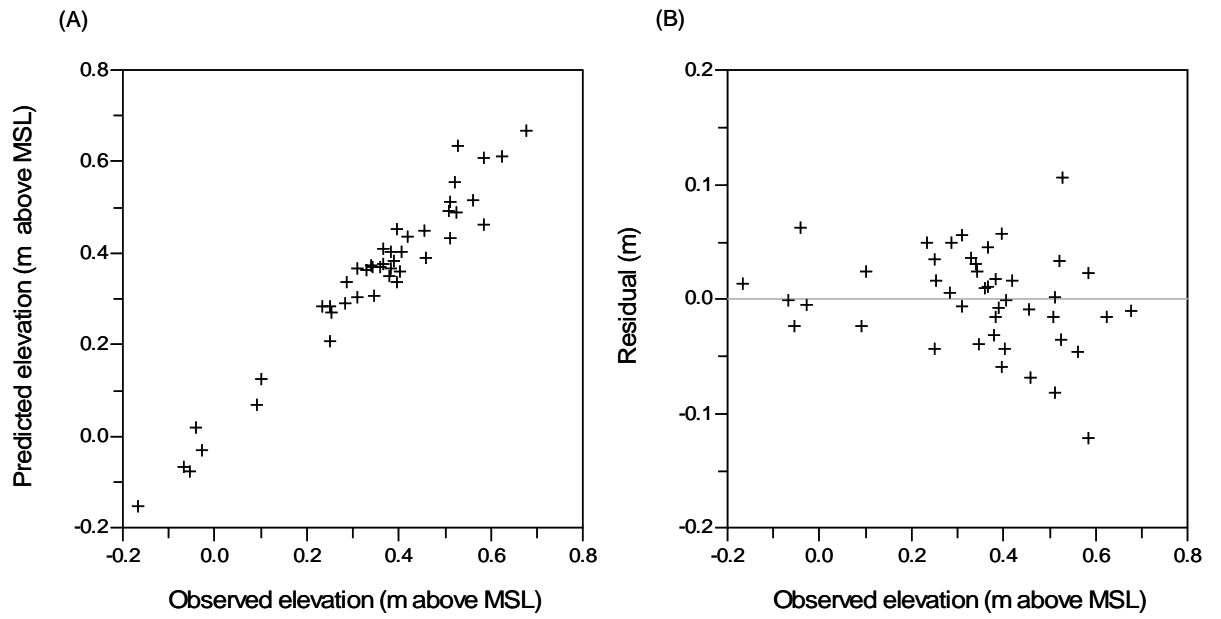 (A)
0.8
0.6
0.4
0.2
0.0
-0.2
-0.2 0.0 0.2 0.4 0.6 0.8
Predicted elevation (m above MSL)
Observed elevation (m above MSL)
(B)
0.2
0.1
0.0
-0.1
-0.2
-0.2 0.0 0.2 0.4 0.6 0.8
Residual (m)
Observed elevation (m above MSL)